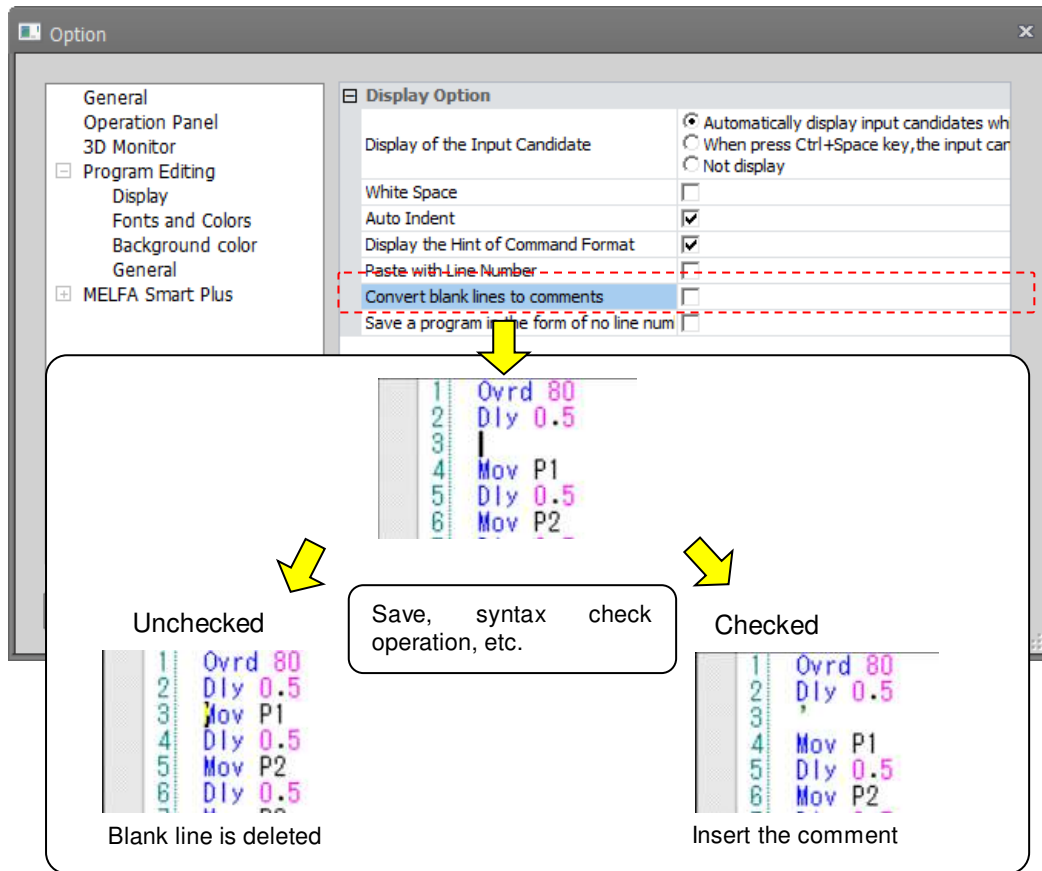 Option
General
Operation Panel
3D Monitor
Program Editing
Display
Fonts and Colors
Background color
General
MELFA Smart Plus
Display Option
Display of the Input Candidate
Automatically display input candidates wh
When press Ctrl+Space key,the input can
Not display
White Space
Auto Indent
Display the Hint of Command Format
Paste with Line Number
Convert blank lines to comments
Save a program in the form of no line num
1 Ovrd 80
2 Dly 0.5
3
4 Mov P1
5 Dly 0.5
6 Mov P2
Save, syntax check
operation, etc.
Unchecked
1 Ovrd 80
2 Dly 0.5
3 Mov P1
4 Dly 0.5
5 Mov P2
6 Dly 0.5
Blank line is deleted
Checked
1 Ovrd 80
2 Dly 0.5
3 '
4 Mov P1
5 Dly 0.5
6 Mov P2
Insert the comment